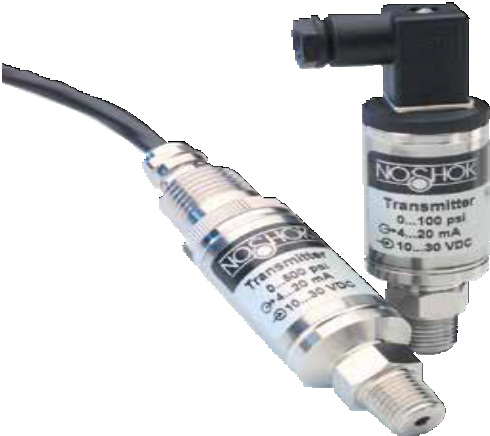 NOSHOK
Transmitter
0...100 psi
4...20 mA
10...30 VDC
NOSHOK
Transmitter
0...500 psi
4...20 mA
10...30 VDC